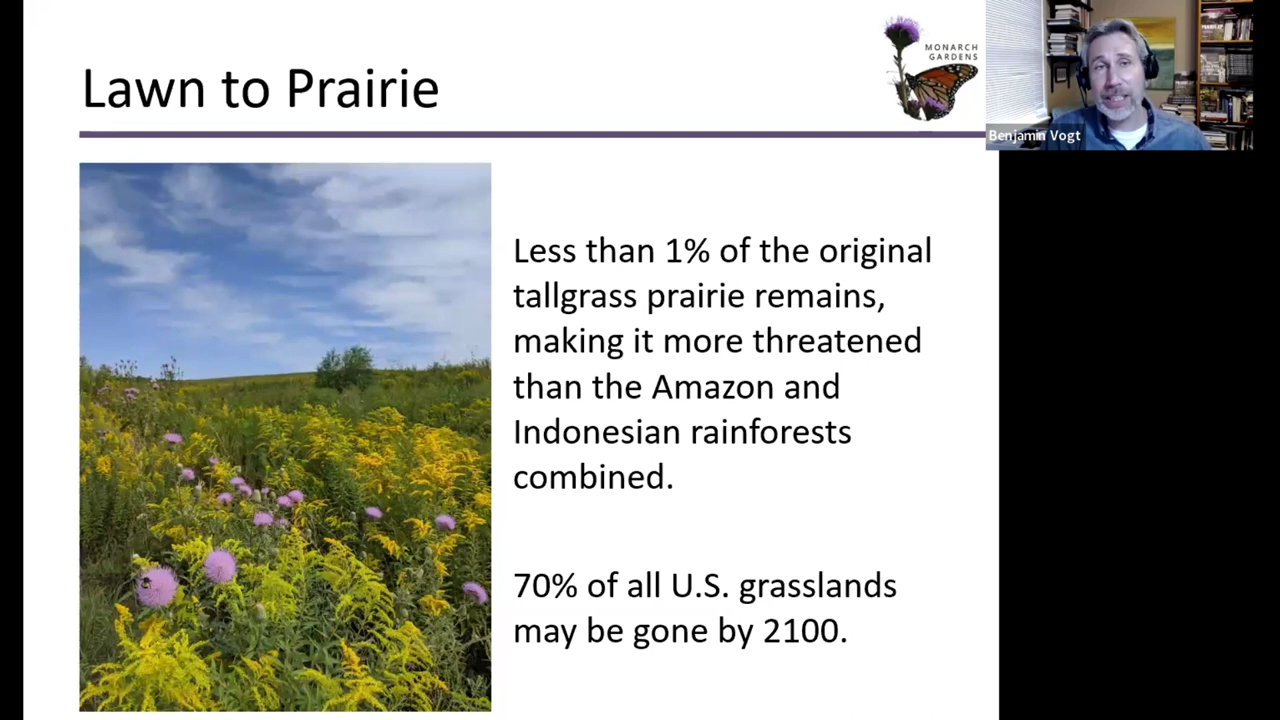 Lawn to Prairie
MONARCH
GARDENS
Benjamin Vogt
Less than 1% of the original
tallgrass prairie remains,
making it more threatened
than the Amazon and
Indonesian rainforests
combined.
70% of all U.S. grasslands
may be gone by 2100.